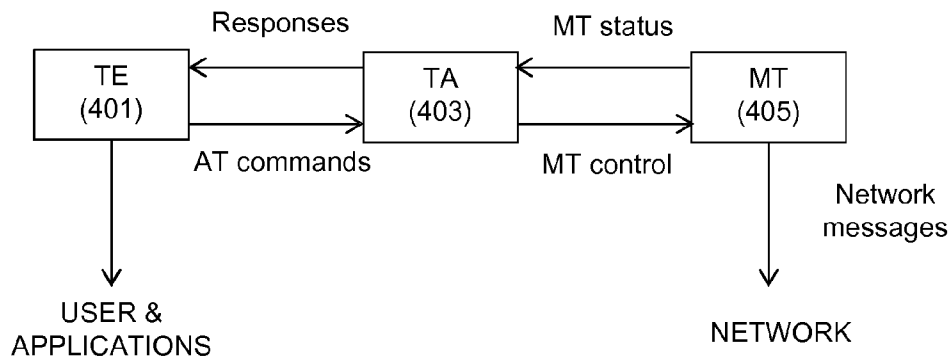 Responses
MT status
TE
(401)
TA
(403)
MT
(405)
AT commands
MT control
Network
messages
USER &
APPLICATIONS
NETWORK